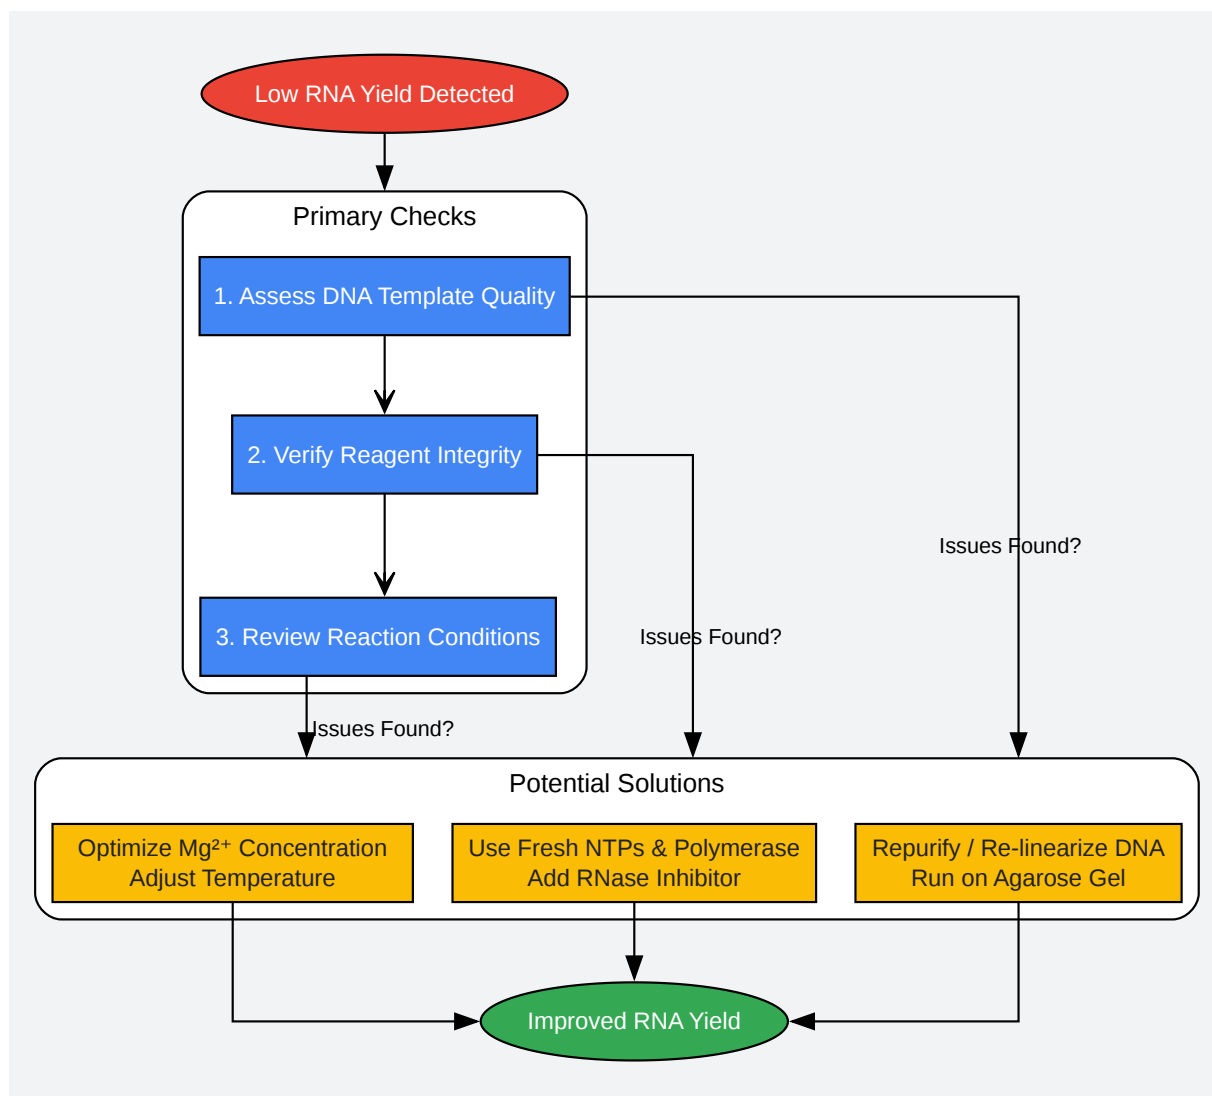 Low RNA Yield Detected
Primary Checks
1. Assess DNA Template Quality
2. Verify Reagent Integrity
Issues Found?
3. Review Reaction Conditions
Issues Found?
Issues Found?
Potential Solutions
Optimize Mg²⁺ Concentration
Adjust Temperature
Use Fresh NTPs & Polymerase
Add RNase Inhibitor
Repurify / Re-linearize DNA
Run on Agarose Gel
Improved RNA Yield